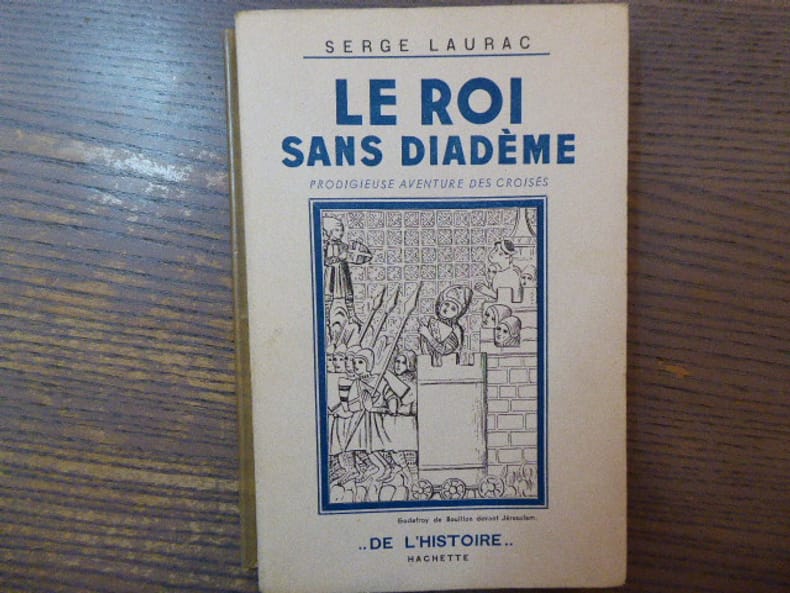 SERGE LAURAC
LE ROI
SANS DIADÈME
PRODIGIEUSE AVENTURE DES CROISÉS
Godefroy de Bouillon devant Jérusalem.
..DE L'HISTOIRE..
HACHETTE